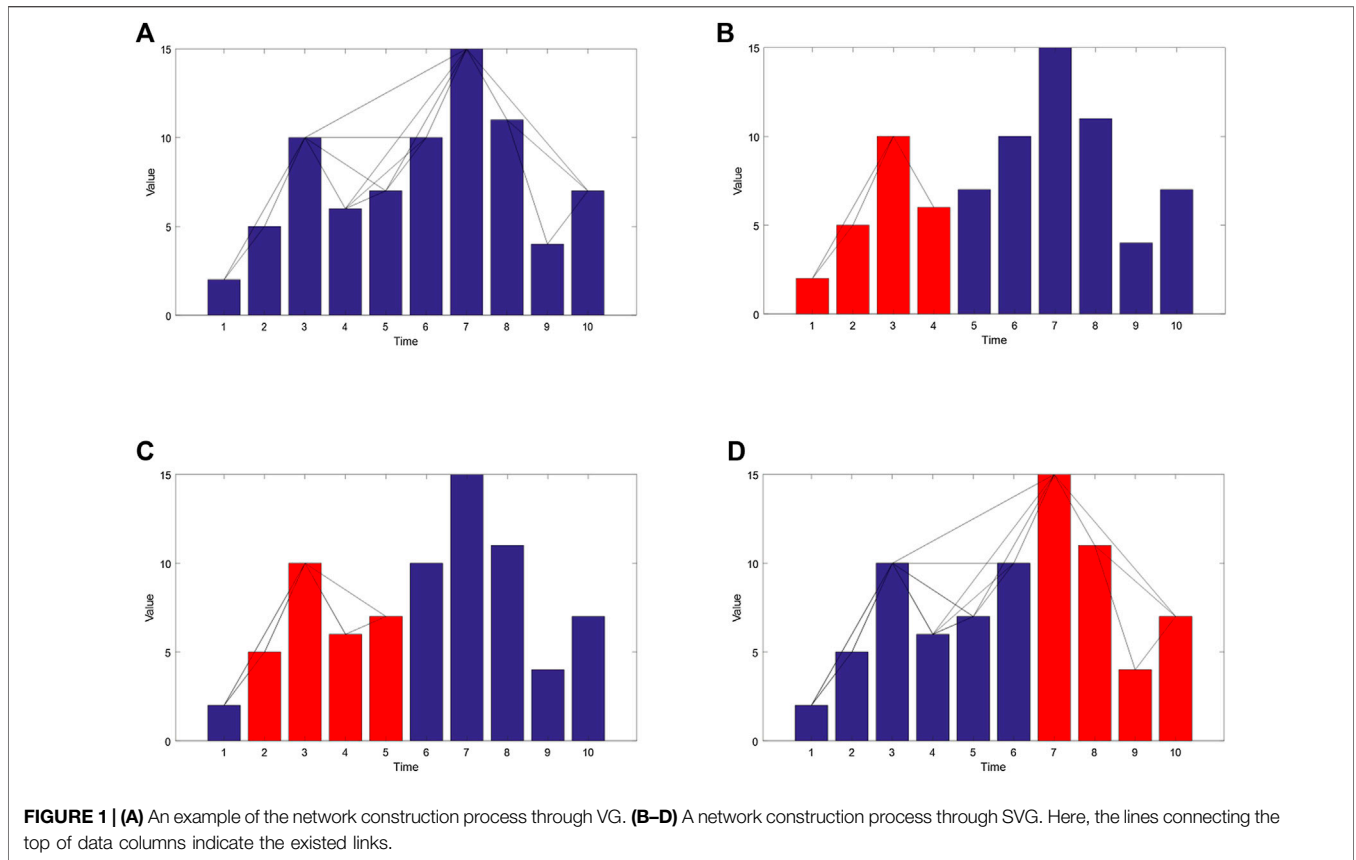 A
15
10
5
0
Value
1 2 3 4 5 6 7 8 9 10
Time
B
15
10
5
0
Value
1 2 3 4 5 6 7 8 9 10
Time
C
15
10
5
0
Value
1 2 3 4 5 6 7 8 9 10
Time
D
15
10
5
0
Value
1 2 3 4 5 6 7 8 9 10
Time
FIGURE 1 | (A) An example of the network construction process through VG. (B–D) A network construction process through SVG. Here, the lines connecting the
top of data columns indicate the existed links.